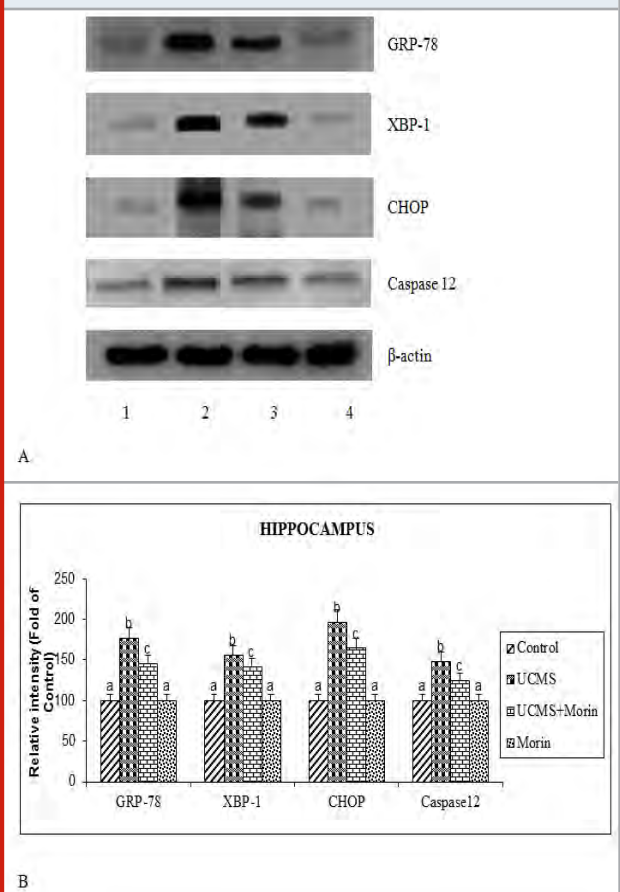 GRP-78
XBP-1
CHOP
Caspase 12
β-actin
1 2 3 4
A
HIPPOCAMPUS
Relative intensity (Fold of
Control)
250
200
150
100
50
0
a b c a
a b c a
a b c a
a b c a
GRP-78 XBP-1 CHOP Caspase12
Control
UCMS
UCMS+Morin
Morin
B